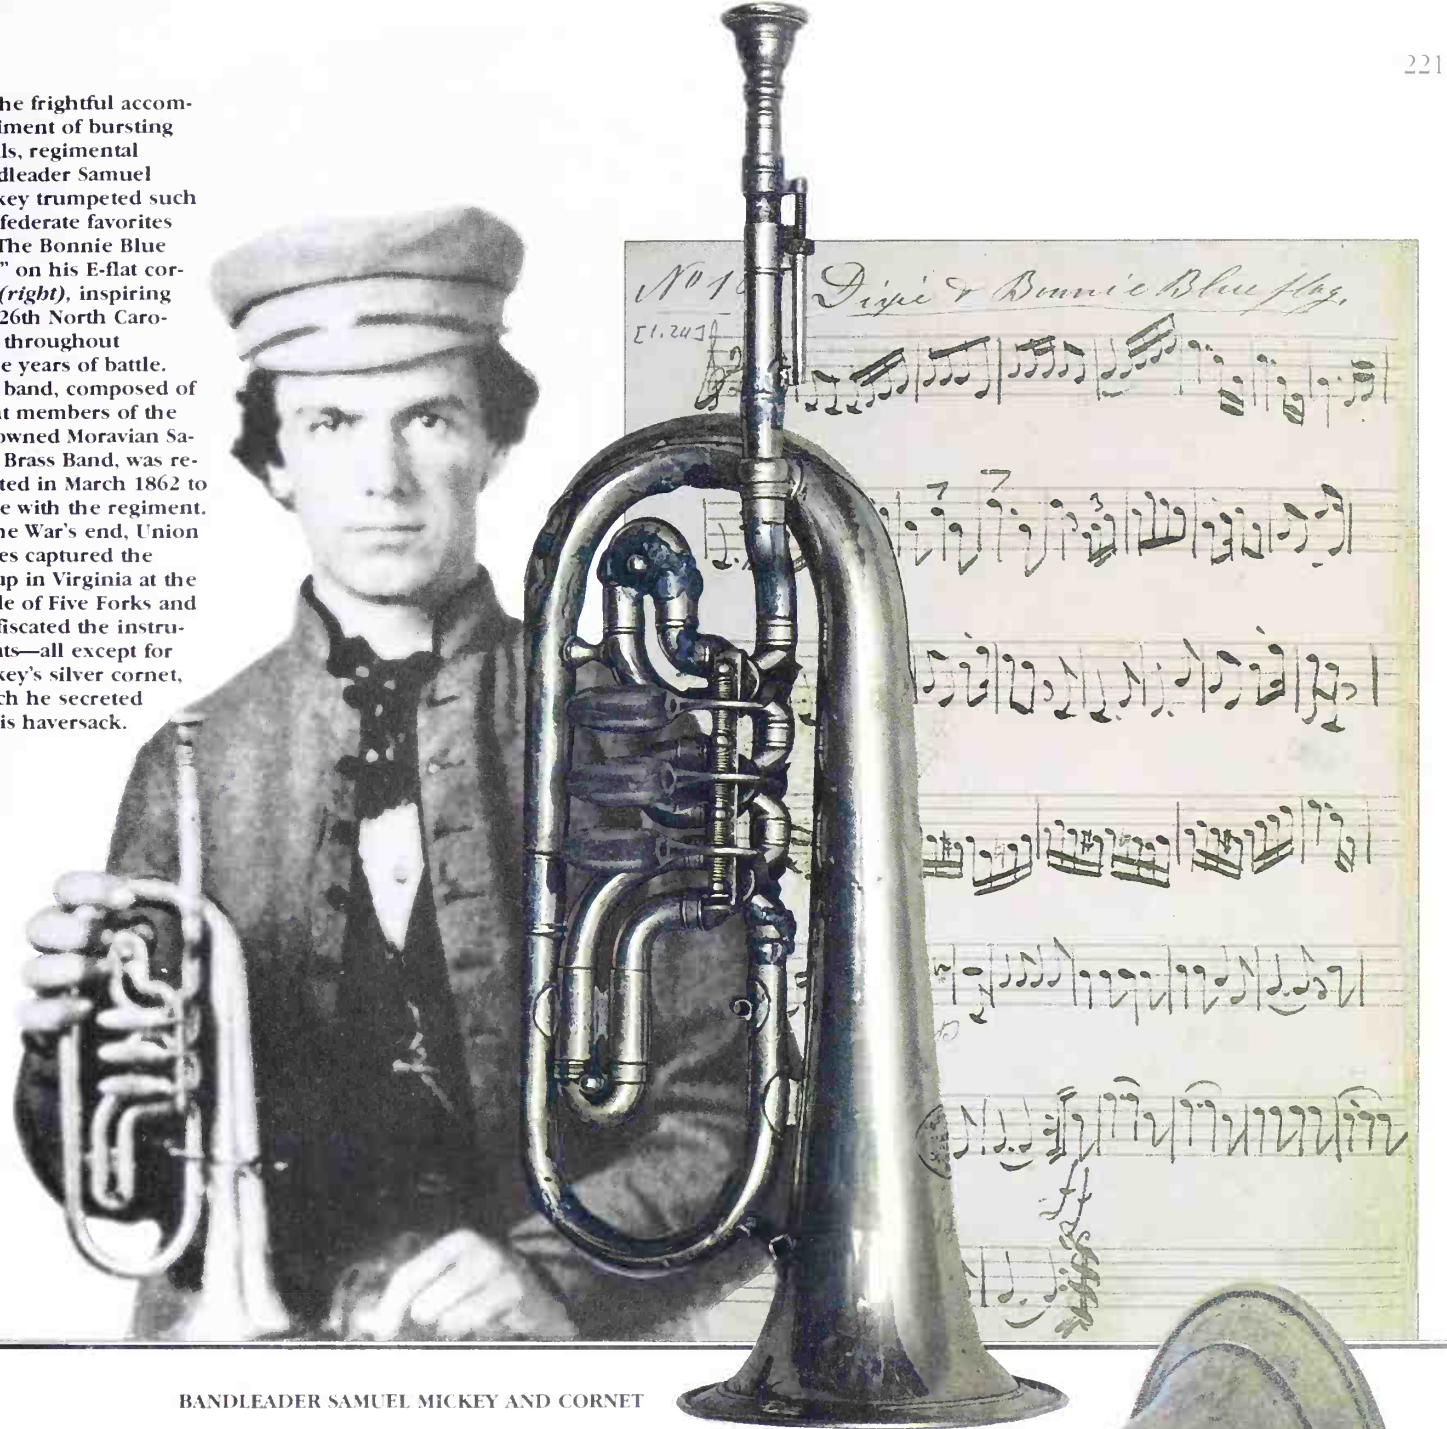 221
he frightful accom-
iment of bursting
ls, regimental
dleader Samuel
key trumpeted such
federate favorites
The Bonnie Blue
” on his E-flat cor-
(right), inspiring
26th North Caro-
throughout
e years of battle.
band, composed of
t members of the
owned Moravian Sa-
Brass Band, was re-
ted in March 1862 to
e with the regiment.
he War’s end, Union
es captured the
up in Virginia at the
le of Five Forks and
fiscated the instru-
ts—all except for
key’s silver cornet,
ch he secreted
is haversack.
Dixie & Bonnie Blue flag.
BANDLEADER SAMUEL MICKEY AND CORNET